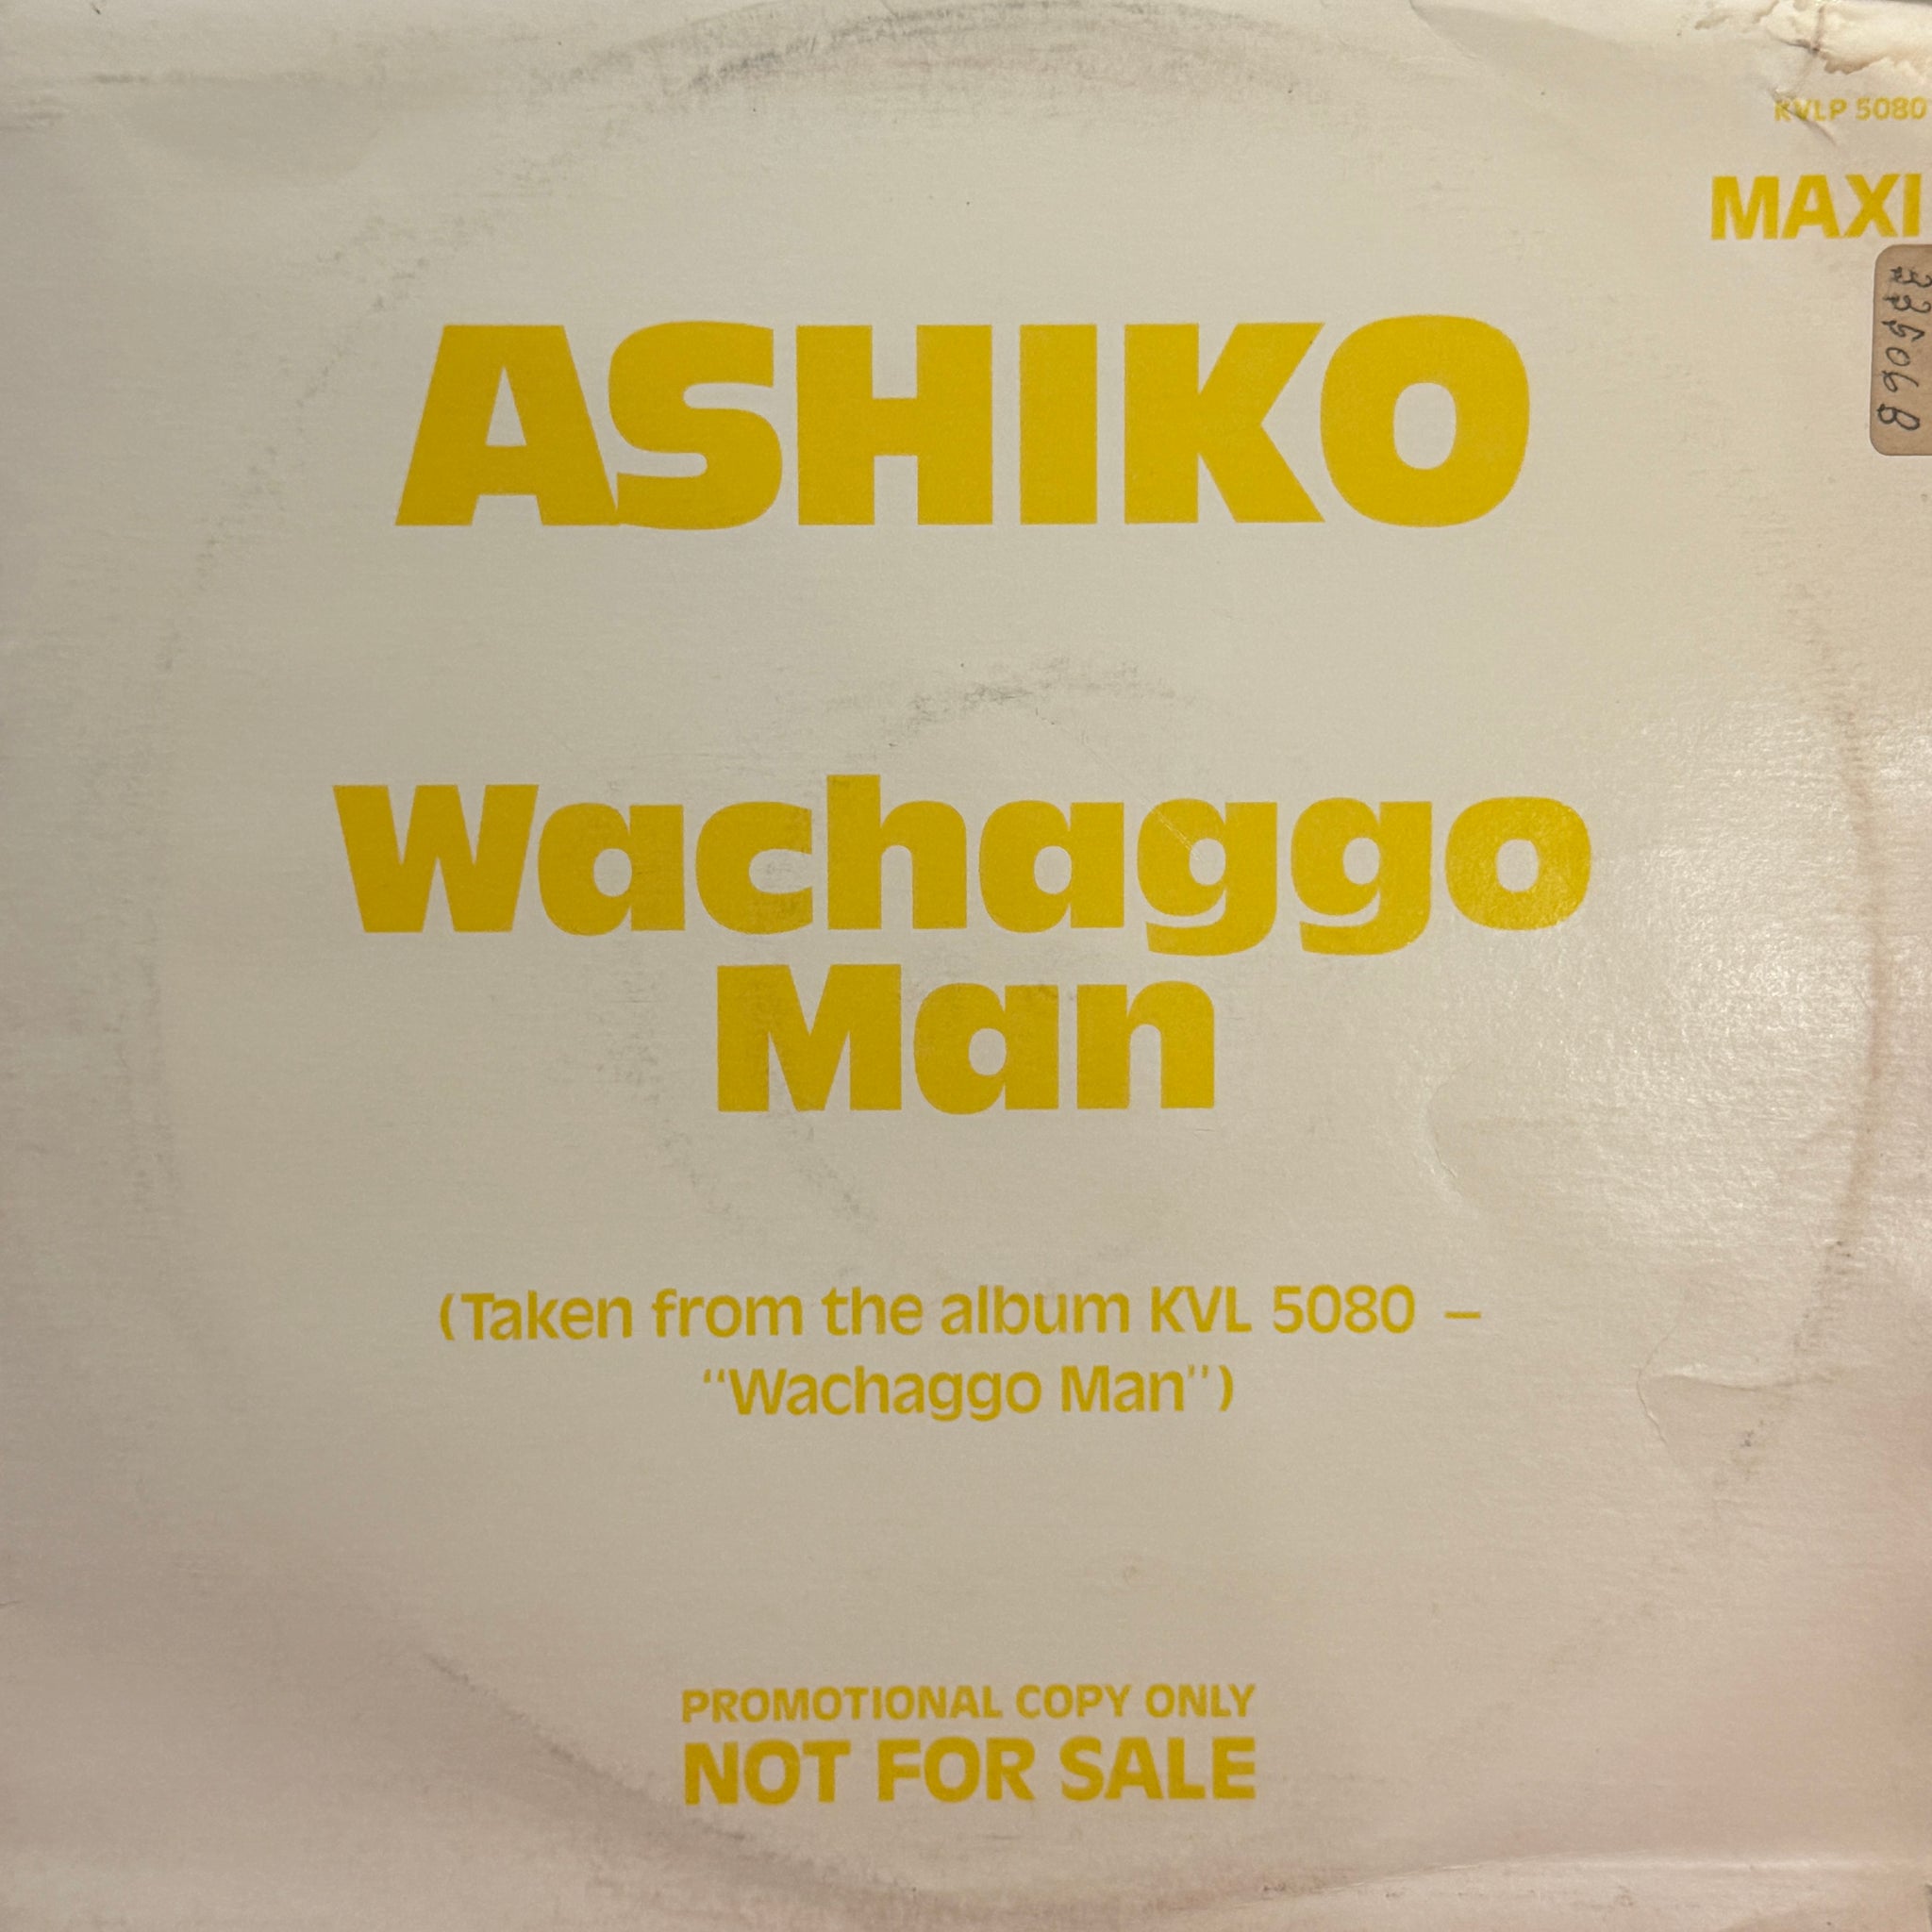 KVLP 5080
MAXI
33506B
ASHIKO
Wachaggo
Man
(Taken from the album KVL 5080 –
“Wachaggo Man”)
PROMOTIONAL COPY ONLY
NOT FOR SALE